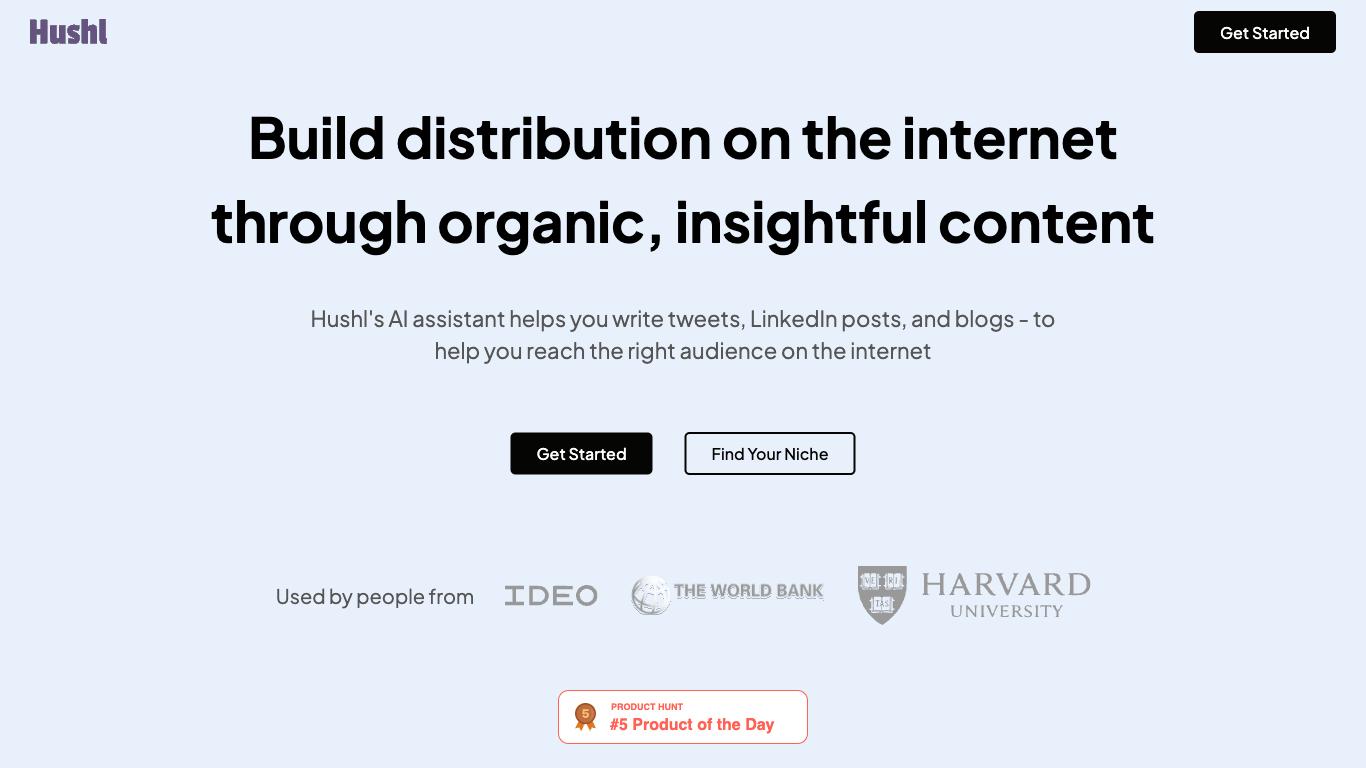 Hushl
Get Started
Build distribution on the internet
through organic, insightful content
Hushl's AI assistant helps you write tweets, LinkedIn posts, and blogs - to
help you reach the right audience on the internet
Get Started
Find Your Niche
Used by people from
IDEO
THE WORLD BANK
VE RI TAS
HARVARD
UNIVERSITY
5
PRODUCT HUNT
#5 Product of the Day